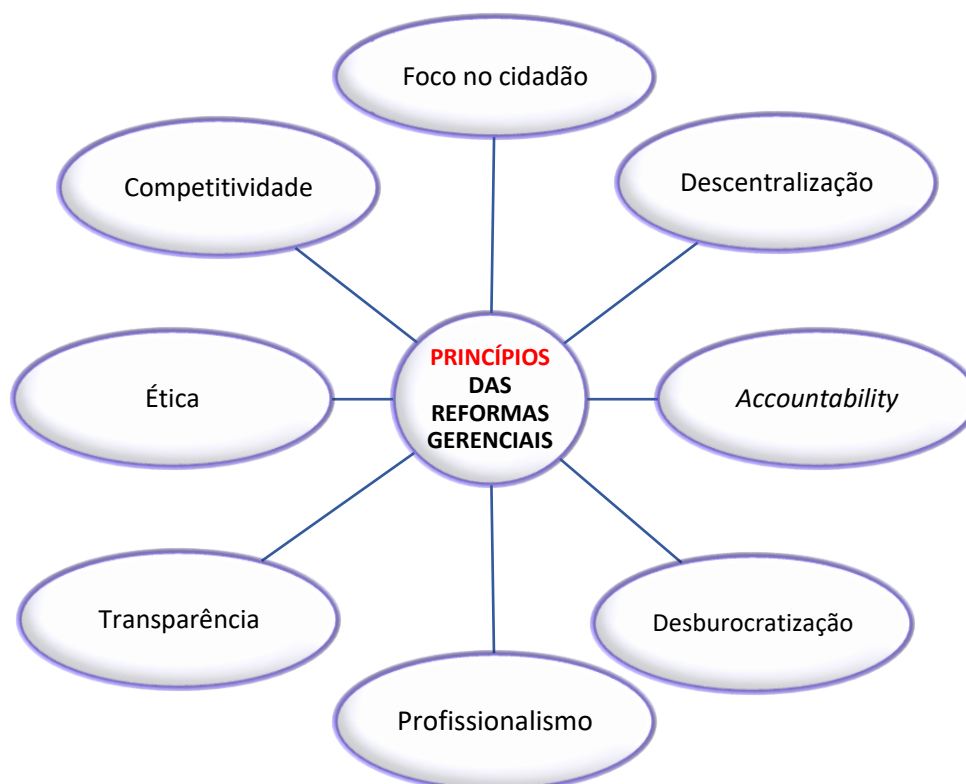 Foco no cidadão
Competitividade
Descentralização
PRINCÍPIOS
DAS
REFORMAS
GERENCIAIS
Ética
Accountability
Transparência
Desburocratização
Profissionalismo